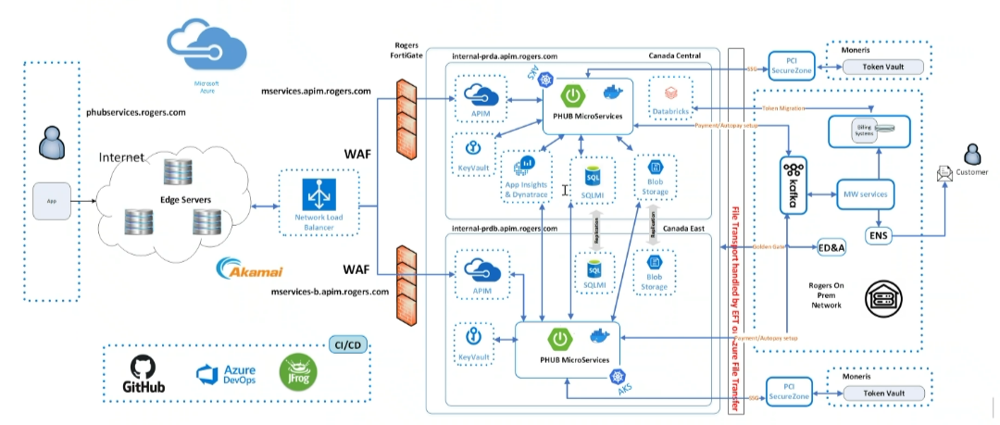 Microsoft
Azure
phubservices.rogers.com
App
Internet
Edge Servers
Akamai
Network Load
Balancer
mservices.apim.rogers.com
WAF
WAF
mservices-b.apim.rogers.com
Rogers
FortiGate
CI/CD
GitHub
Azure
DevOps
JFrog
internal-prda.apim.rogers.com
Canada Central
AKS
APIM
PHUB MicroServices
Databricks
KeyVault
App Insights
& Dynatrace
SQL
SQLMI
Blob
Storage
Replication
Replication
internal-prdb.apim.rogers.com
Canada East
APIM
SQL
SQLMI
Blob
Storage
KeyVault
PHUB MicroServices
AKS
File Transport handled by EFT or Azure File Transfer
SSG
PCI
SecureZone
Moneris
Token Vault
Token Migration
Payment/Autopay setup
Billing
Systems
kafka
MW services
Customer
ENS
Golden Gate
ED&A
Rogers
On
Prem
Network
Payment/Autopay setup
SSG
PCI
SecureZone
Moneris
Token Vault